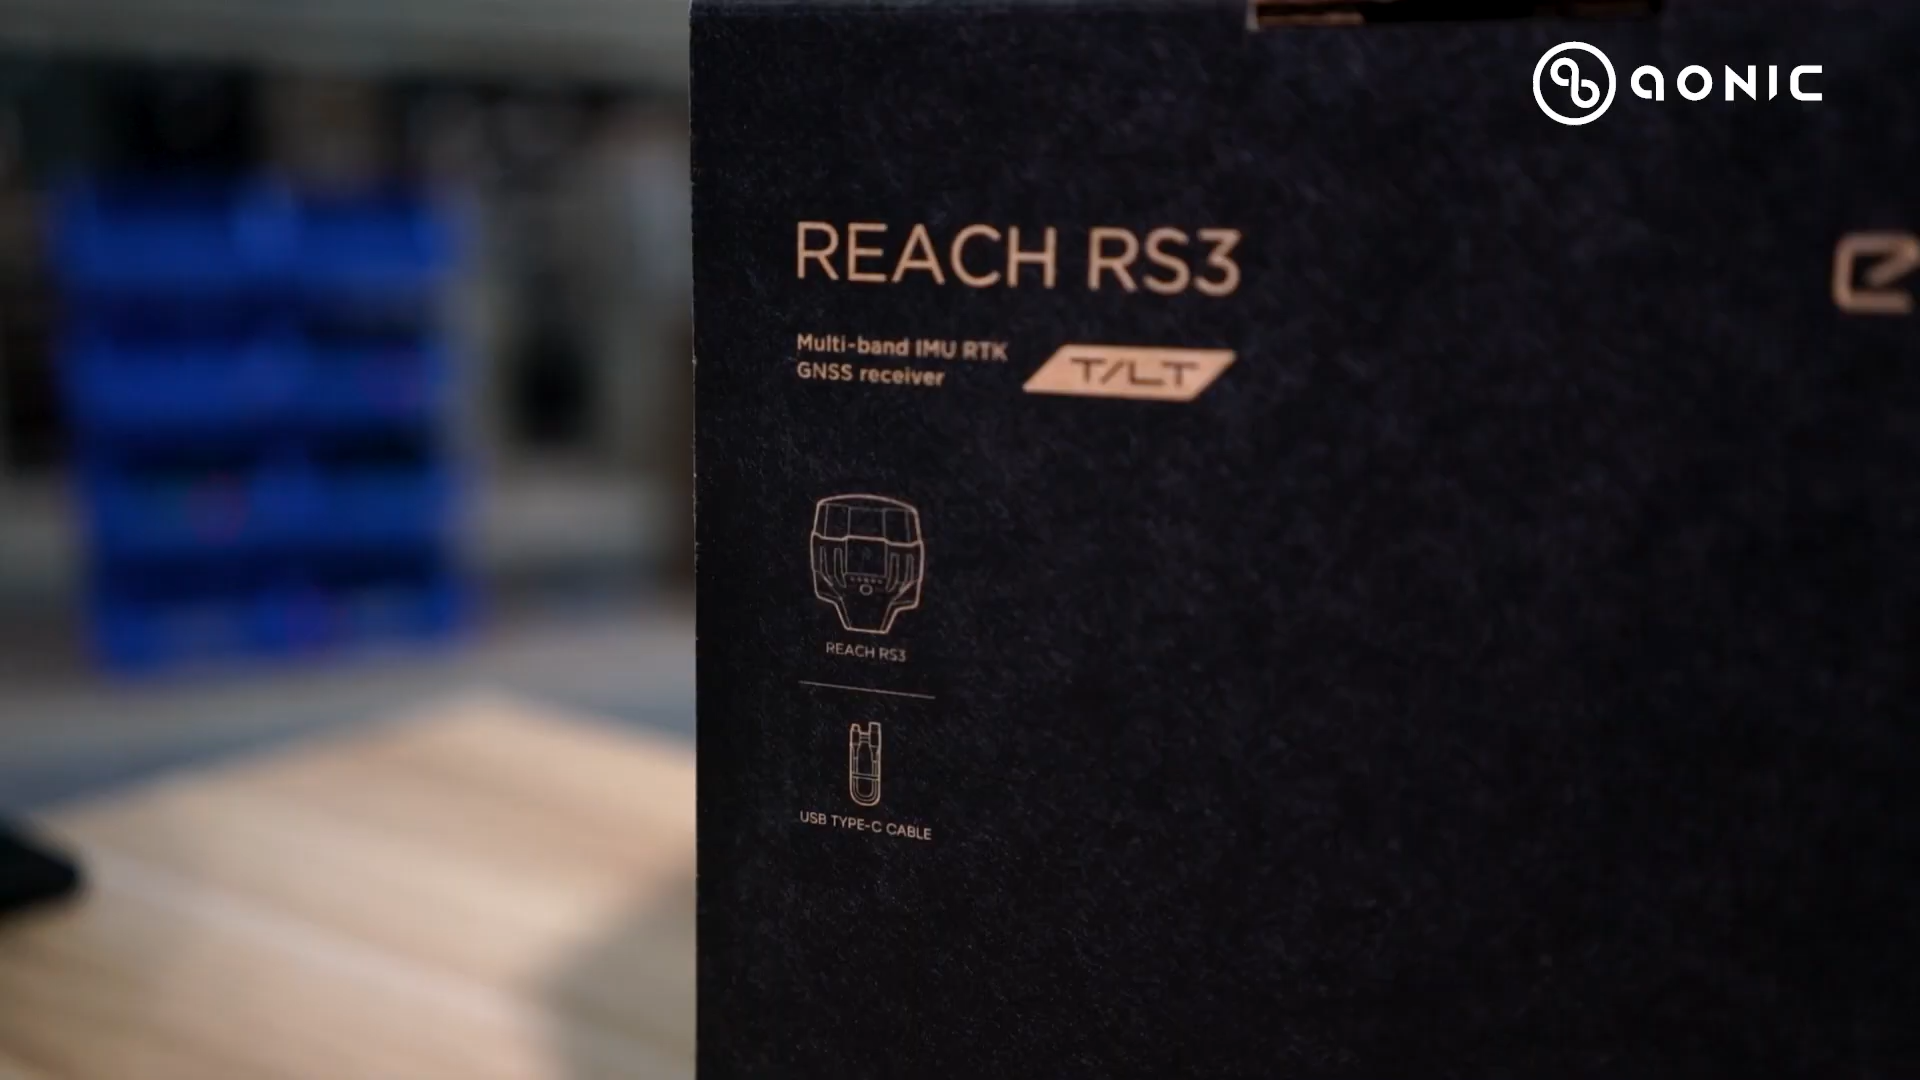 aonic
REACH RS3
Multi-band IMU RTK
GNSS receiver
T/LT
REACH RS3
USB TYPE-C CABLE